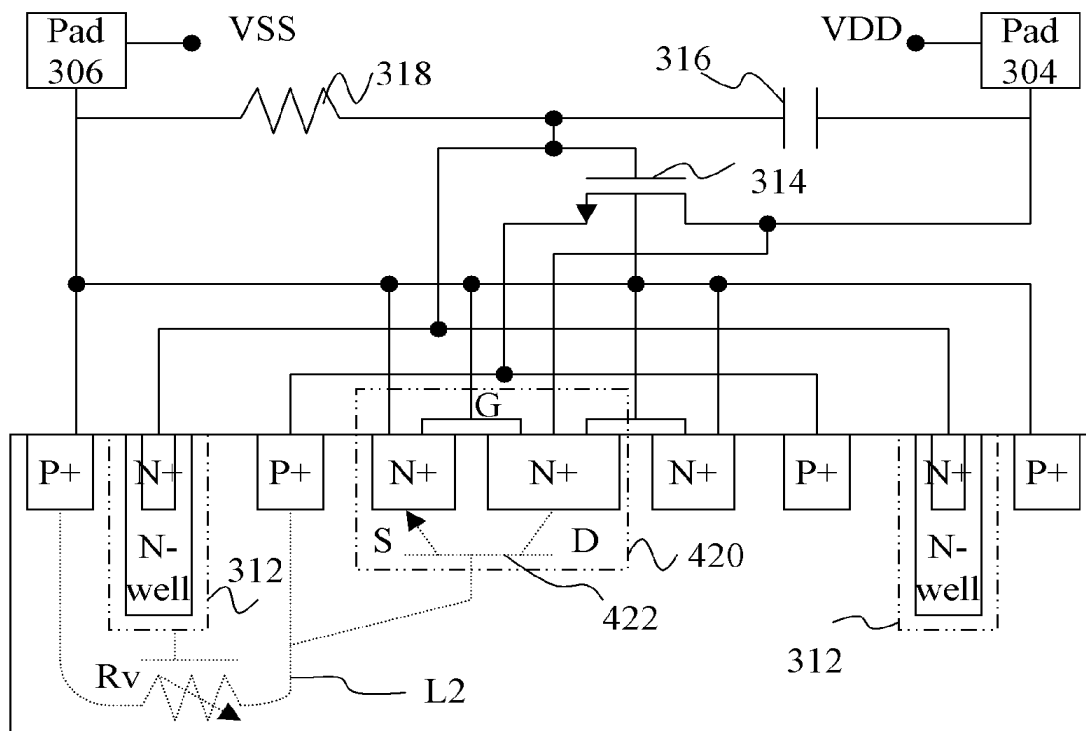 Pad
306
VSS
VDD
Pad
304
318
316
314
G
P+
N+
P+
N+
N+
N+
P+
N+
P+
N-
well
S
D
N-
well
312
420
422
312
Rv
L2